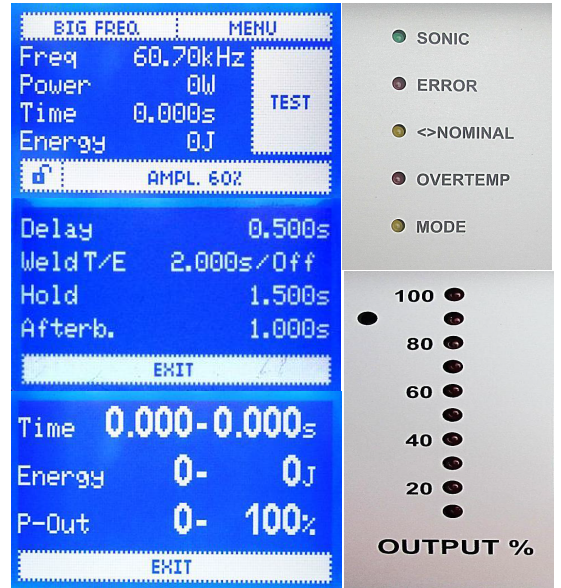 BIG FREQ. MENU
Freq 60.70kHz
Power 0W
Time 0.000s
Energy 0J
TEST
AMPL. 60%
Delay 0.500s
Weld T/E 2.000s/Off
Hold 1.500s
Afterb. 1.000s
EXIT
Time 0.000-0.000s
Energy 0- 0J
P-Out 0- 100%
EXIT
SONIC
ERROR
<>NOMINAL
OVERTEMP
MODE
100
80
60
40
20
OUTPUT %